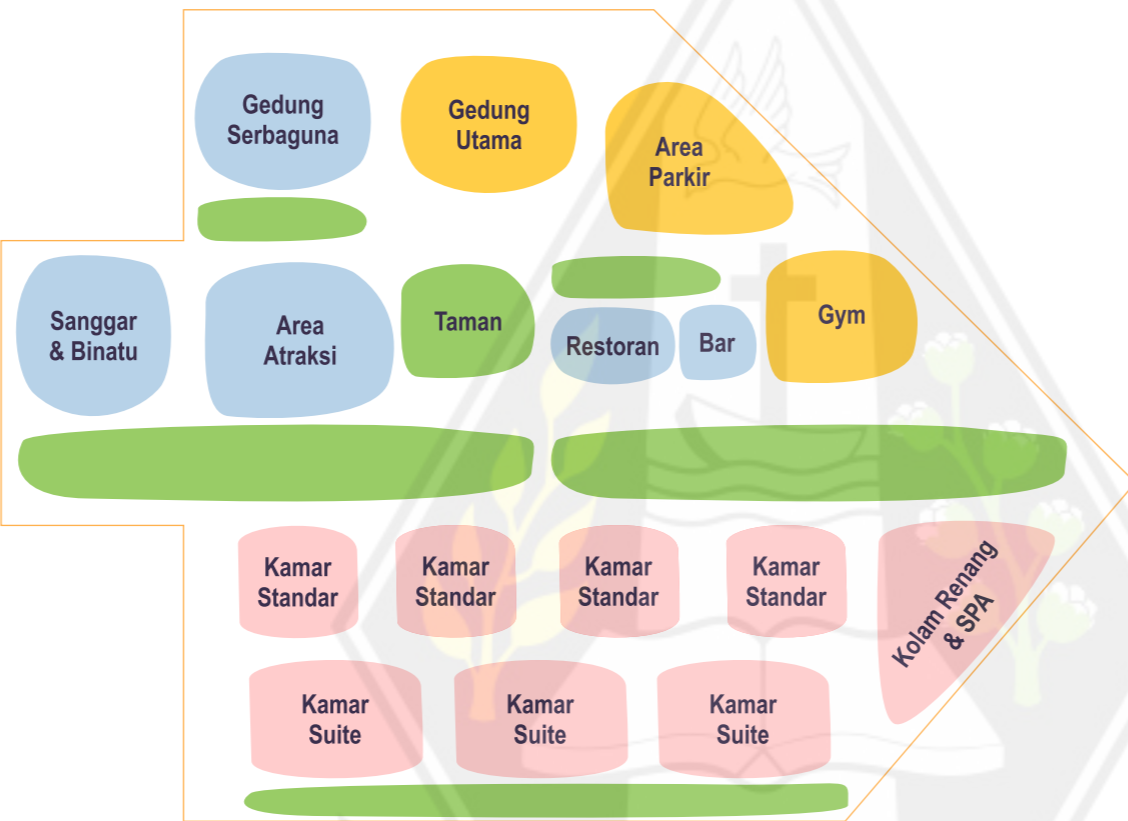 Gedung
Serbaguna
Gedung
Utama
Area
Parkir
Sanggar
& Binatu
Area
Atraksi
Taman
Restoran
Bar
Gym
Kamar
Standar
Kamar
Standar
Kamar
Standar
Kamar
Standar
Kolam Renang
& SPA
Kamar
Suite
Kamar
Suite
Kamar
Suite